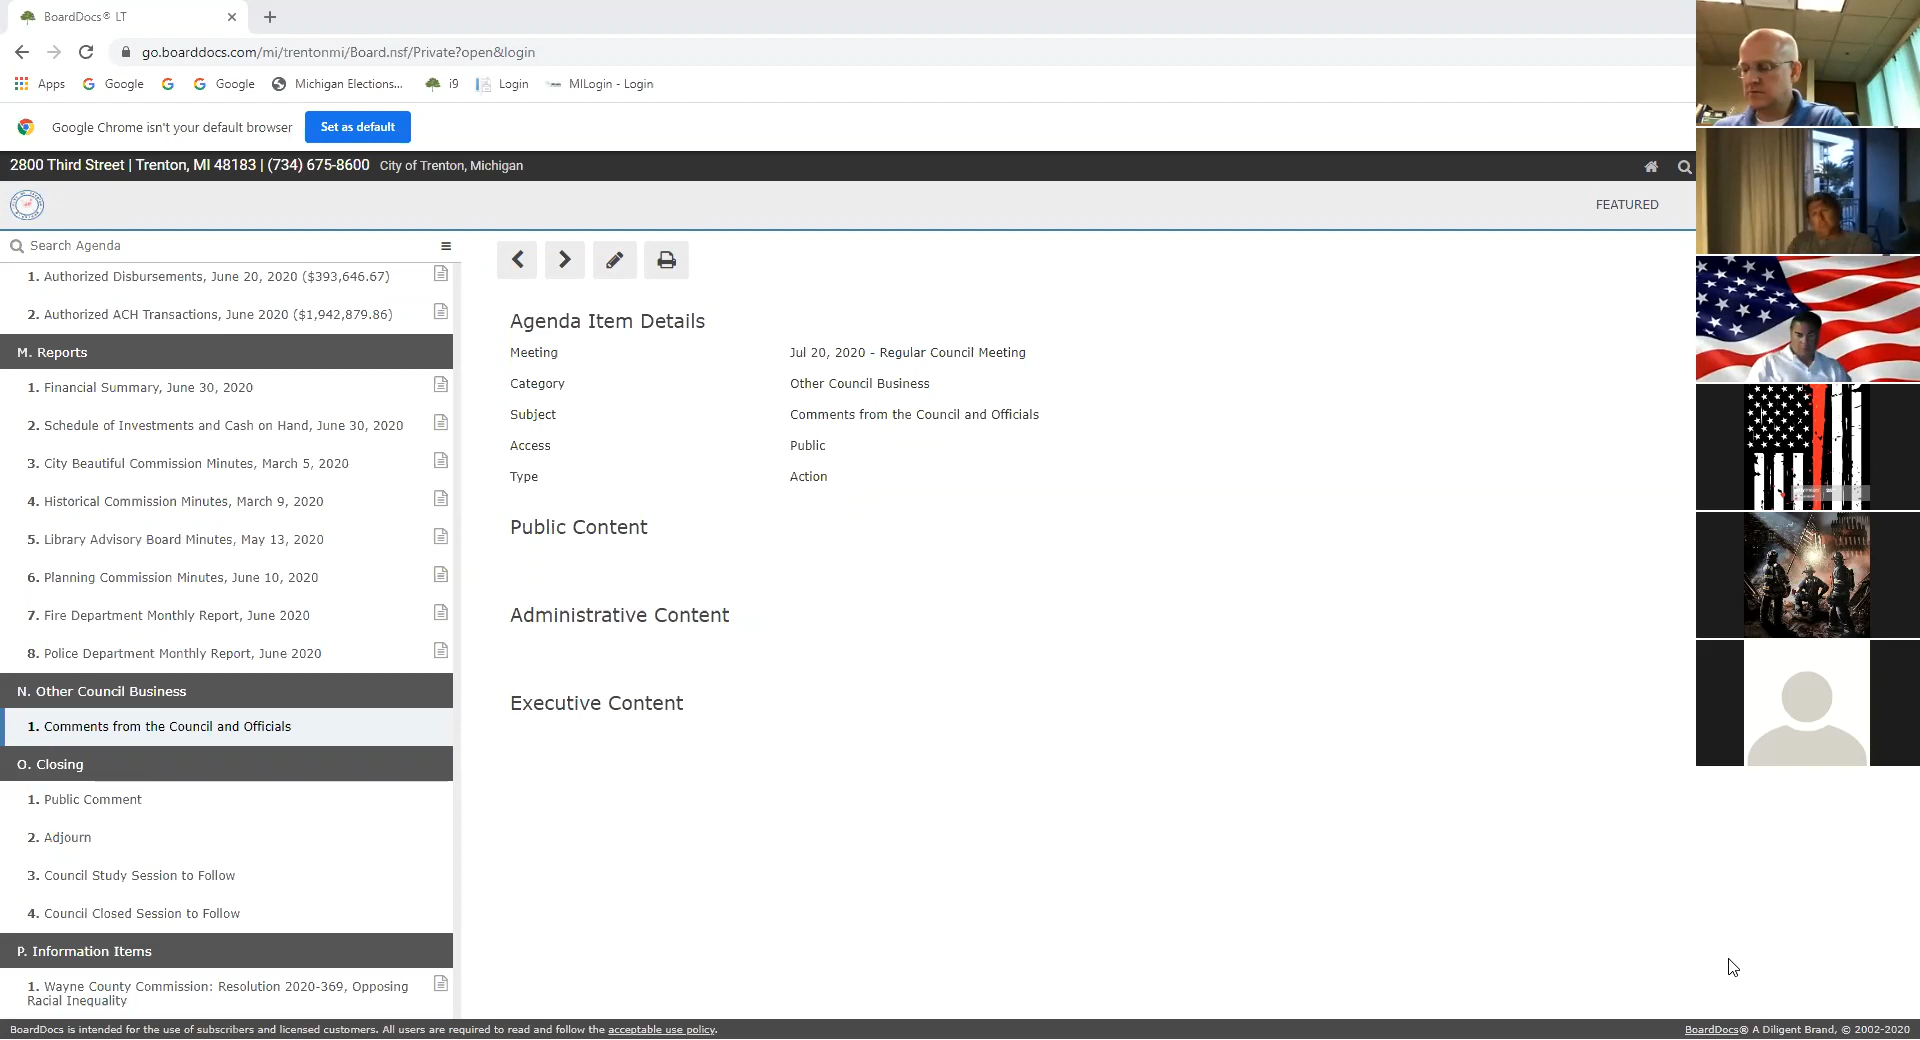 BoardDocs® LT
go.boarddocs.com/mi/trentonmi/Board.nsf/Private?open&login
Apps Google Google Michigan Elections... i9 Login MILogin - Login
Google Chrome isn't your default browser Set as default
2800 Third Street | Trenton, MI 48183 | (734) 675-8600 City of Trenton, Michigan
FEATURED
Search Agenda
1. Authorized Disbursements, June 20, 2020 ($393,646.67)
2. Authorized ACH Transactions, June 2020 ($1,942,879.86)
M. Reports
1. Financial Summary, June 30, 2020
2. Schedule of Investments and Cash on Hand, June 30, 2020
3. City Beautiful Commission Minutes, March 5, 2020
4. Historical Commission Minutes, March 9, 2020
5. Library Advisory Board Minutes, May 13, 2020
6. Planning Commission Minutes, June 10, 2020
7. Fire Department Monthly Report, June 2020
8. Police Department Monthly Report, June 2020
N. Other Council Business
1. Comments from the Council and Officials
O. Closing
1. Public Comment
2. Adjourn
3. Council Study Session to Follow
4. Council Closed Session to Follow
P. Information Items
1. Wayne County Commission: Resolution 2020-369, Opposing
Racial Inequality
Agenda Item Details
Meeting Jul 20, 2020 - Regular Council Meeting
Category Other Council Business
Subject Comments from the Council and Officials
Access Public
Type Action
Public Content
Administrative Content
Executive Content
BoardDocs is intended for the use of subscribers and licensed customers. All users are required to read and follow the acceptable use policy.
BoardDocs® A Diligent Brand, © 2002-2020